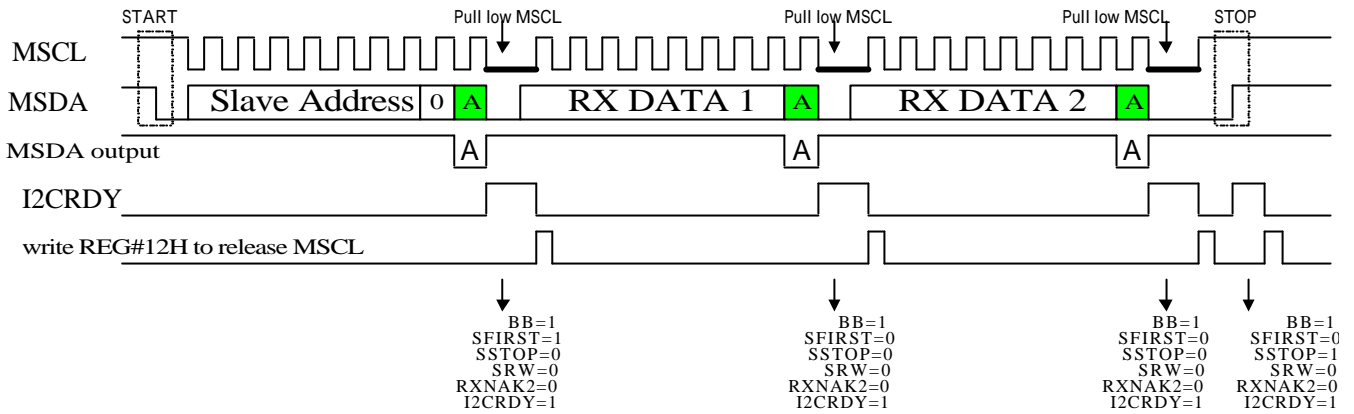 START Pull low MSCL Pull low MSCL Pull low MSCL STOP
MSCL
MSDA Slave Address 0 A RX DATA 1 A RX DATA 2 A
MSDA output A A A
I2CRDY
write REG#12H to release MSCL
BB=1 BB=1 BB=1 BB=1
SFIRST=1 SFIRST=0 SFIRST=0 SFIRST=0
SSTOP=0 SSTOP=0 SSTOP=0 SSTOP=1
SRW=0 SRW=0 SRW=0 SRW=0
RXNAK2=0 RXNAK2=0 RXNAK2=0 RXNAK2=0
I2CRDY=1 I2CRDY=1 I2CRDY=1 I2CRDY=1